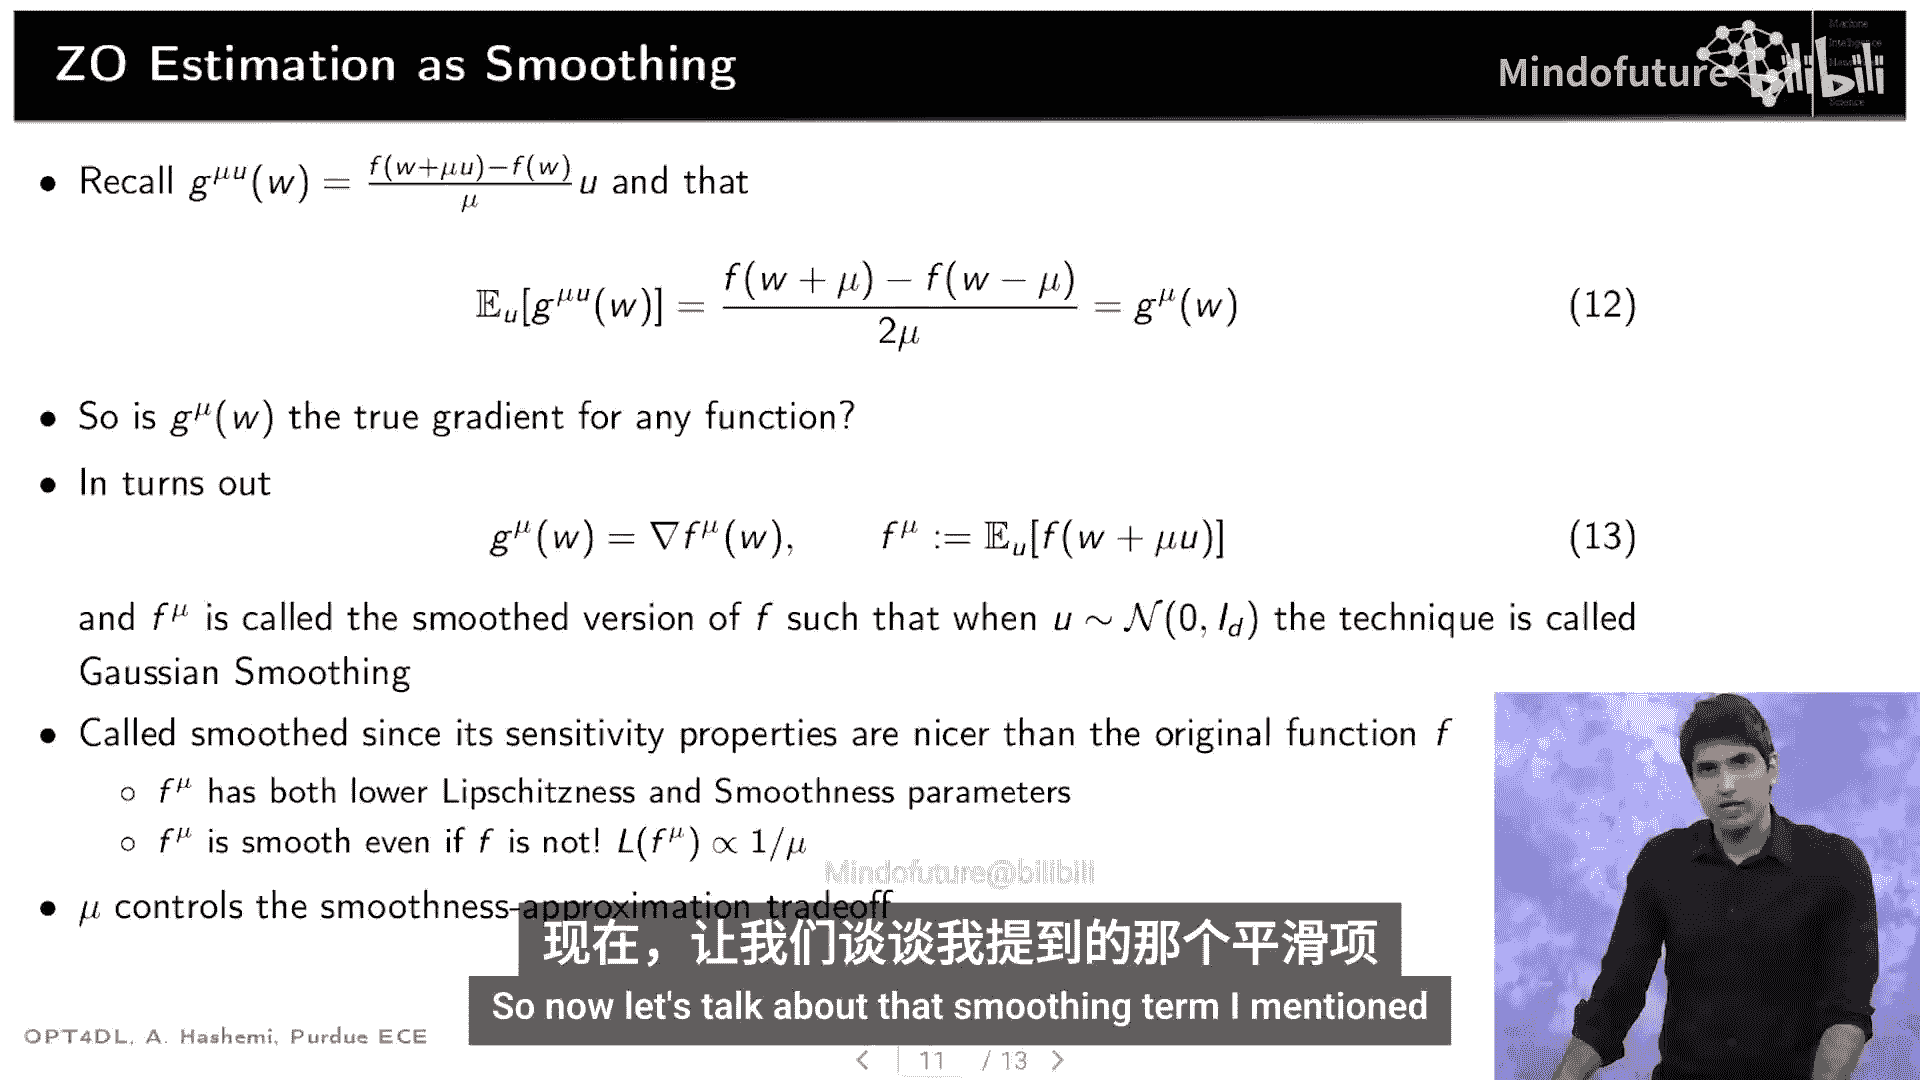 ZO Estimation as Smoothing
Mindofuture
bilibili
• Recall g^{μu}(w) = \frac{f(w+μu)−f(w)}{μ} u and that
𝔼_u[g^{μu}(w)] = \frac{f(w + μ) − f(w − μ)}{2μ} = g^μ(w) (12)
• So is g^μ(w) the true gradient for any function?
• In turns out
g^μ(w) = ∇f^μ(w), f^μ := 𝔼_u[f(w + μu)] (13)
and f^μ is called the smoothed version of f such that when u ∼ 𝒩(0, I_d) the technique is called
Gaussian Smoothing
• Called smoothed since its sensitivity properties are nicer than the original function f
○ f^μ has both lower Lipschitzness and Smoothness parameters
○ f^μ is smooth even if f is not! L(f^μ) ∝ 1/μ
Mindofuture@bilibili
• μ controls the smoothness-approximation tradeoff
现在，让我们谈谈我提到的那个平滑项
So now let's talk about that smoothing term I mentioned
OPT4DL, A. Hashemi, Purdue ECE
11 / 13